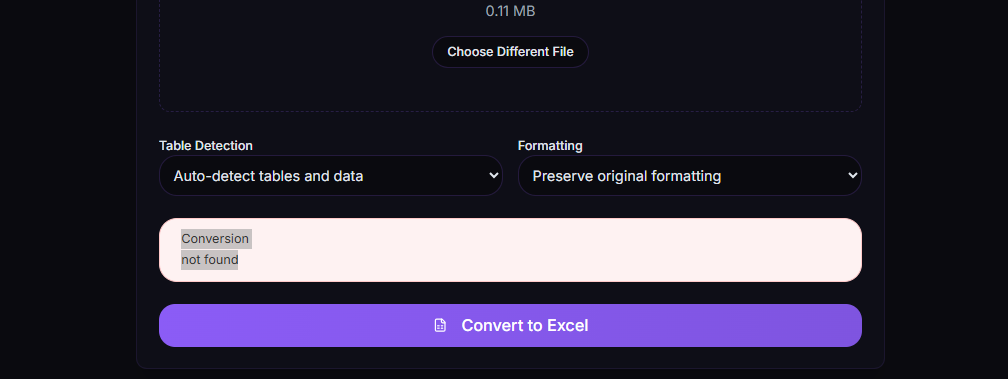 0.11 MB
Choose Different File
Table Detection
Formatting
Auto-detect tables and data
Preserve original formatting
Conversion
not found
Convert to Excel